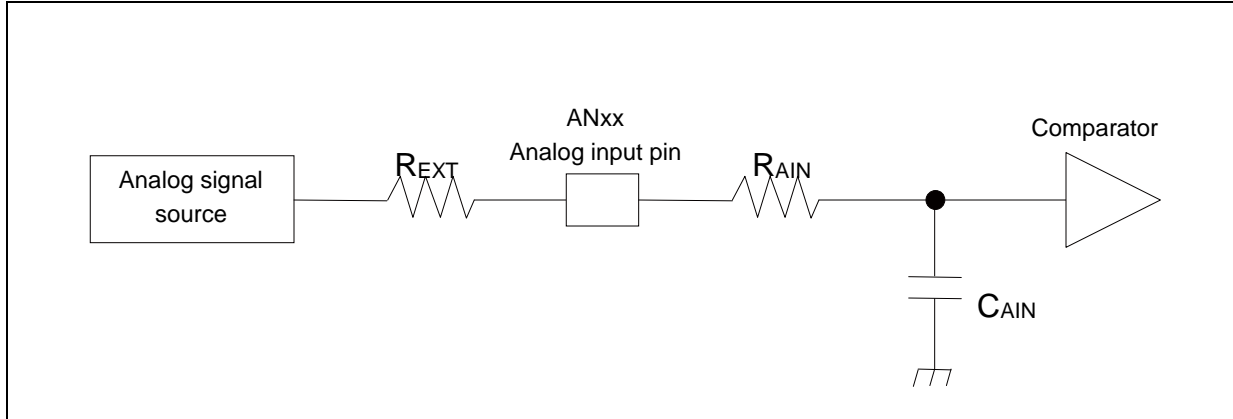 ANxx
Analog input pin
Comparator
Analog signal
source
REXT
RAIN
CAIN